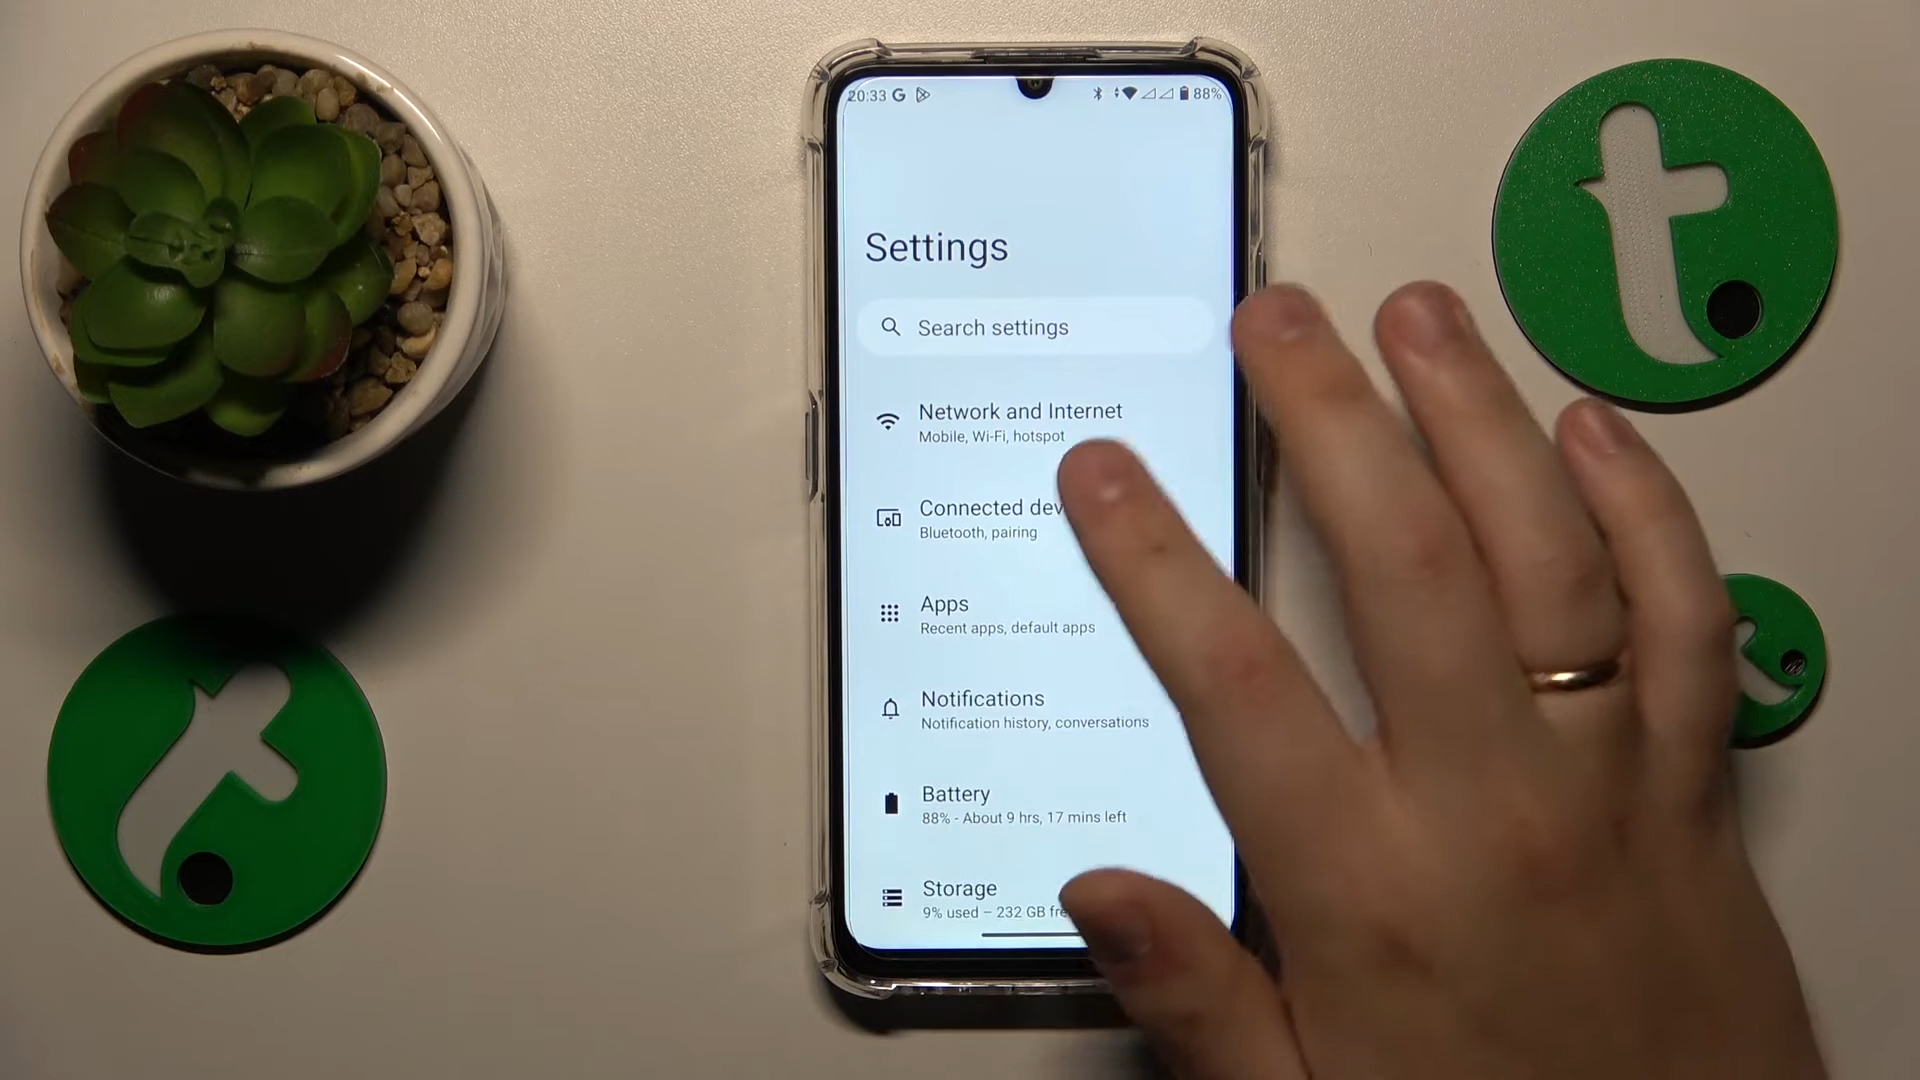 20:33 G 88%
Settings
Search settings
Network and Internet
Mobile, Wi-Fi, hotspot
Connected dev
Bluetooth, pairing
Apps
Recent apps, default apps
Notifications
Notification history, conversations
Battery
88% - About 9 hrs, 17 mins left
Storage
9% used – 232 GB fre
t
t
t